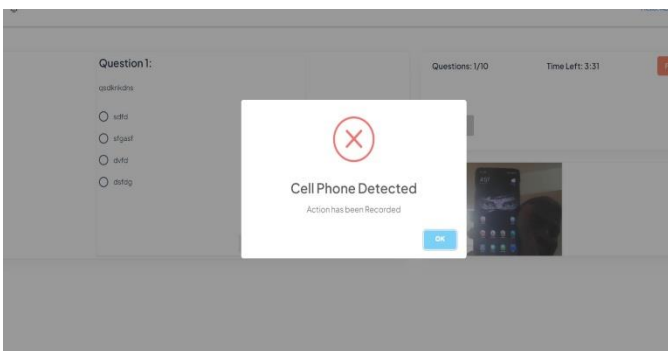 Question 1:
Questions: 1/10
Time Left: 3:31
qsdknkdns
sdfd
sfgasf
dvfd
dsfdg
Cell Phone Detected
Action has been Recorded
OK